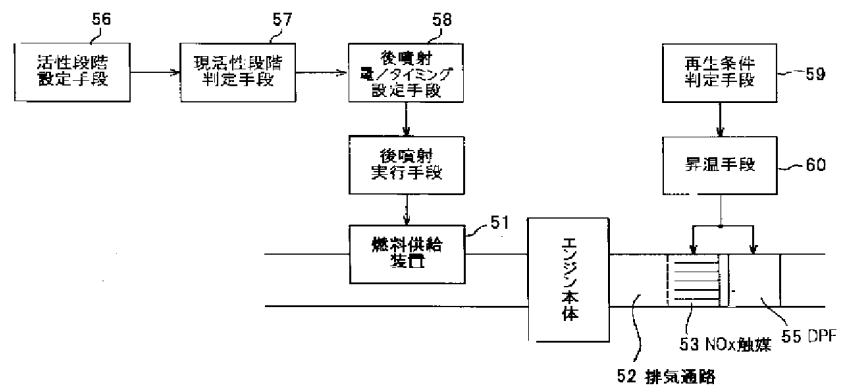 56
57
58
活性段階
設定手段
現活性段階
判定手段
後噴射
量／タイミング
設定手段
再生条件
判定手段
59
後噴射
実行手段
昇温手段
60
51
燃料供給
装置
エンジン本体
53 NOx触媒
55 DPF
52 排気通路